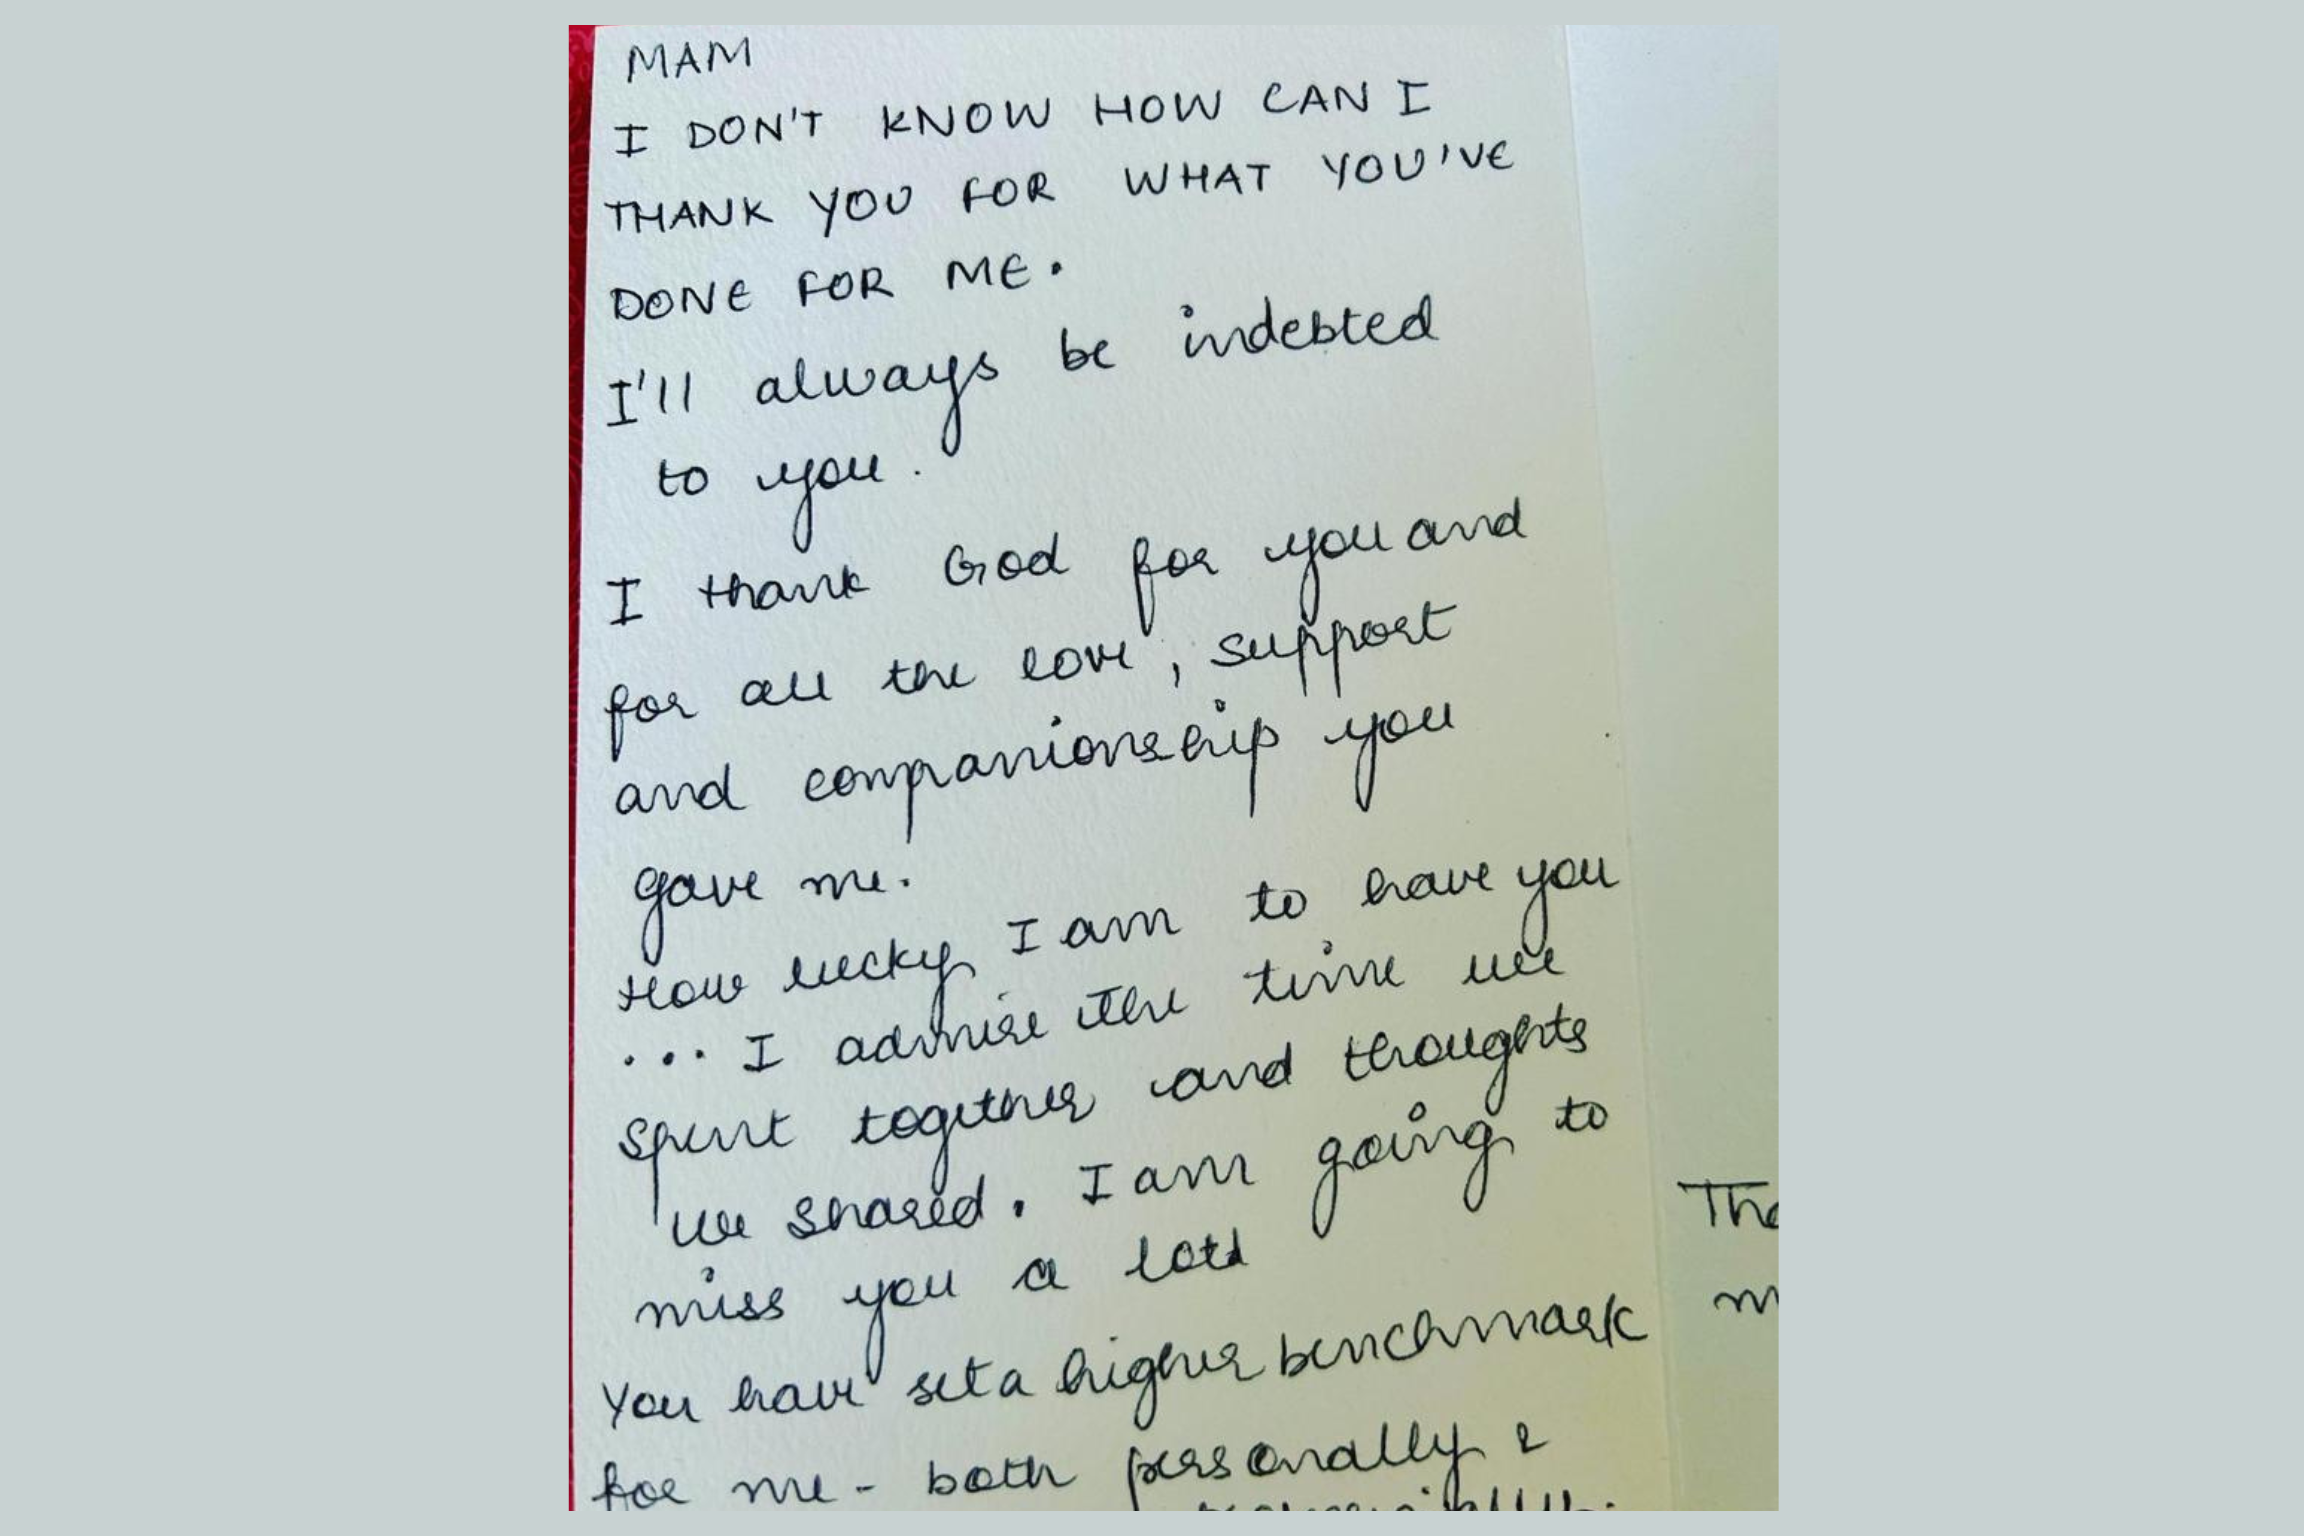 MAM
I DON'T KNOW HOW CAN I
THANK YOU FOR WHAT YOU'VE
DONE FOR ME.
I'll always be indebted
to you.
I thank God for you and
for all the love, support
and companionship you
gave me.
How lucky I am to have you
... I admire the time we
spent together and thoughts
we shared. I am going to
miss you a lot
You have set a higher benchmark
for me - both personally &